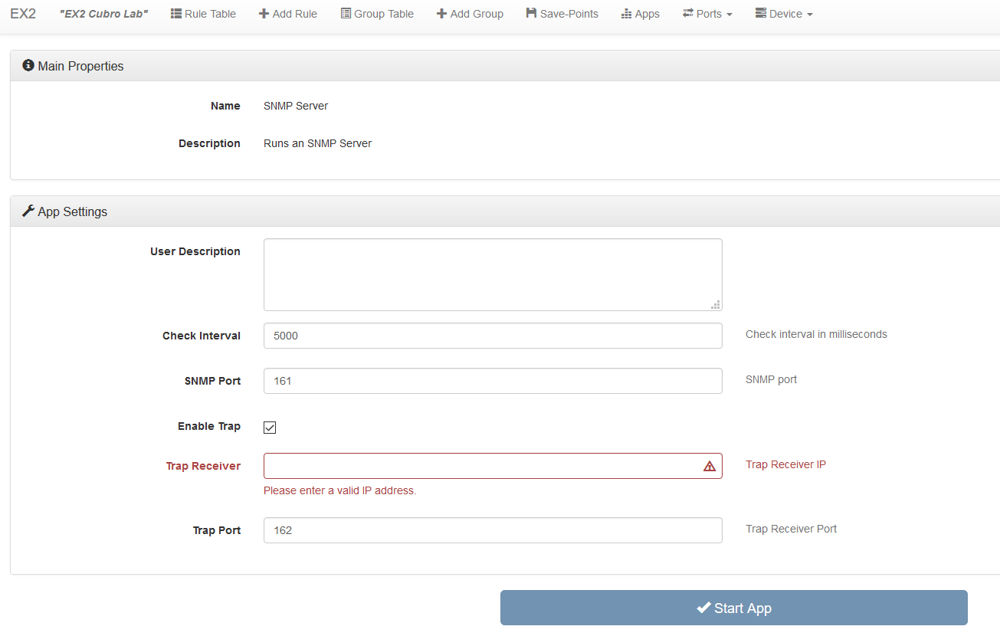 EX2 "EX2 Cubro Lab" Rule Table Add Rule Group Table Add Group Save-Points Apps Ports Device
Main Properties
Name SNMP Server
Description Runs an SNMP Server
App Settings
User Description
Check Interval 5000 Check interval in milliseconds
SNMP Port 161 SNMP port
Enable Trap
Trap Receiver Trap Receiver IP
Please enter a valid IP address.
Trap Port 162 Trap Receiver Port
Start App